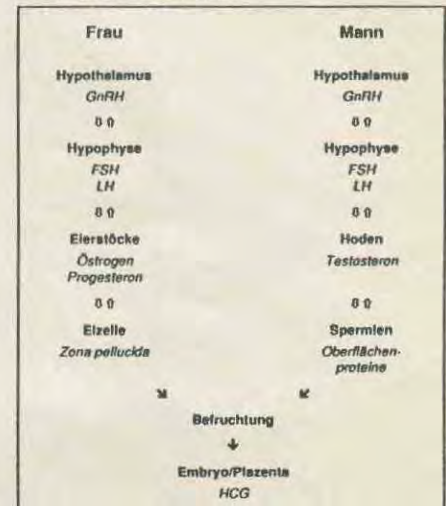 Frau Mann
Hypothalamus Hypothalamus
GnRH GnRH
⇩⇧ ⇩⇧
Hypophyse Hypophyse
FSH FSH
LH LH
⇩⇧ ⇩⇧
Eierstöcke Hoden
Östrogen Testosteron
Progesteron
⇩⇧ ⇩⇧
Eizelle Spermien
Zona pellucida Oberflächen-
proteine
↘ ↙
Befruchtung
↓
Embryo/Plazenta
HCG